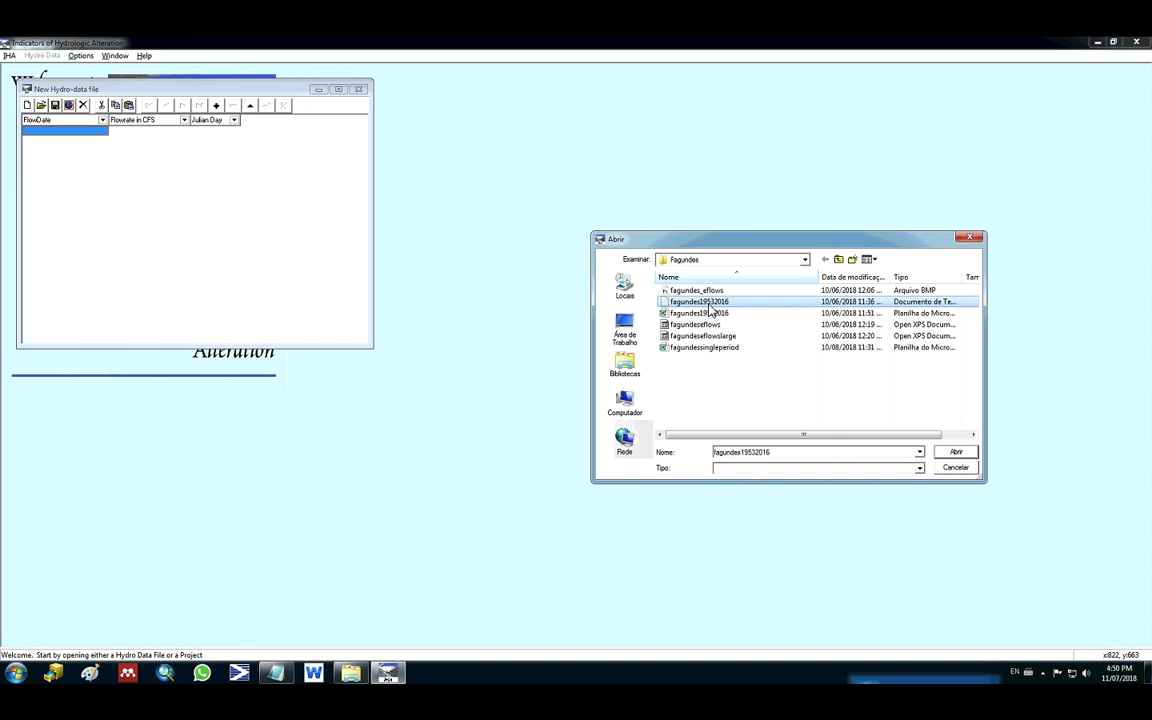 Indicators of Hydrologic Alteration
IHA Hydro Data Options Window Help
New Hydro-data file
FlowDate Flowrate in CFS Julian Day
Alteration
Abrir
Examinar: Fagundes
Nome Data de modificaç... Tipo Tam
fagundes_eflows 10/06/2018 12:06 ... Arquivo BMP
fagundes19532016 10/06/2018 11:36 ... Documento de Te...
10/06/2018 11:51 ... Planilha do Micro...
fagundeseflows 10/06/2018 12:19 ... Open XPS Docum...
fagundeseflowslarge 10/06/2018 12:20 ... Open XPS Docum...
fagundessingleperiod 10/08/2018 11:31 ... Planilha do Micro...
Locais
Área de
Trabalho
Bibliotecas
Computador
Rede
Nome: fagundes19532016 Abrir
Tipo: Cancelar
Welcome. Start by opening either a Hydro Data File or a Project x:822, y:663
EN 4:50 PM
11/07/2018